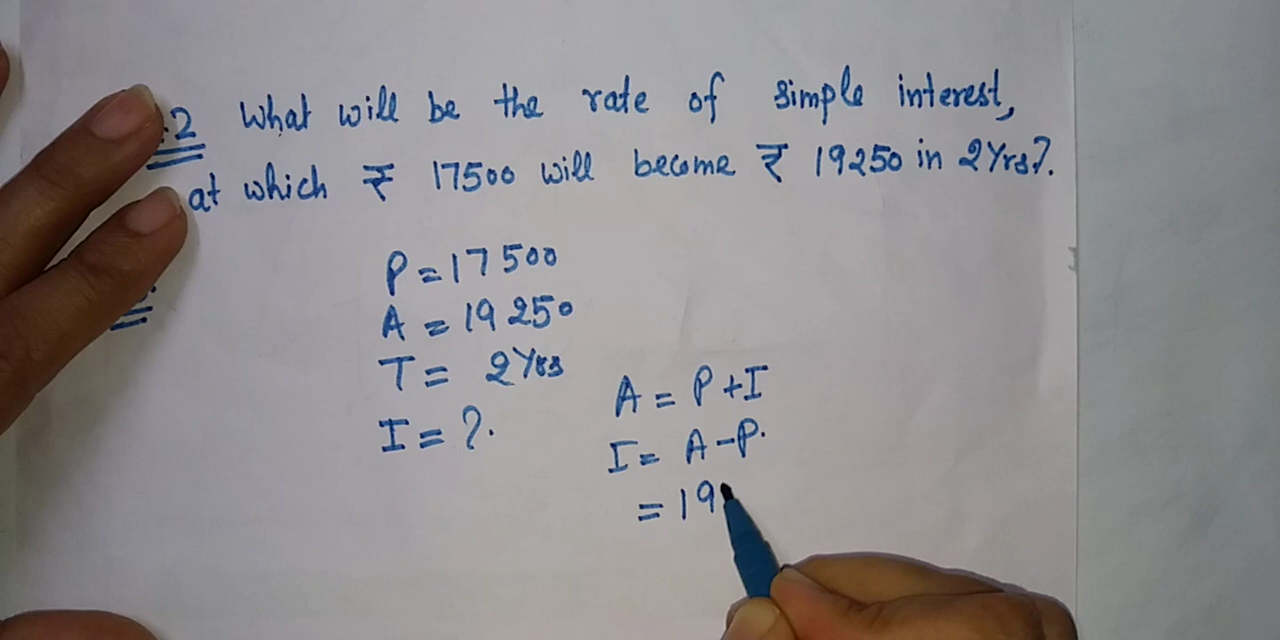 .2 What will be the rate of simple interest,
at which ₹ 17500 will become ₹ 19250 in 2Yrs?.
P = 17500
A = 19250
T = 2Yrs
I = ?.
A = P + I
I = A - P.
= 19